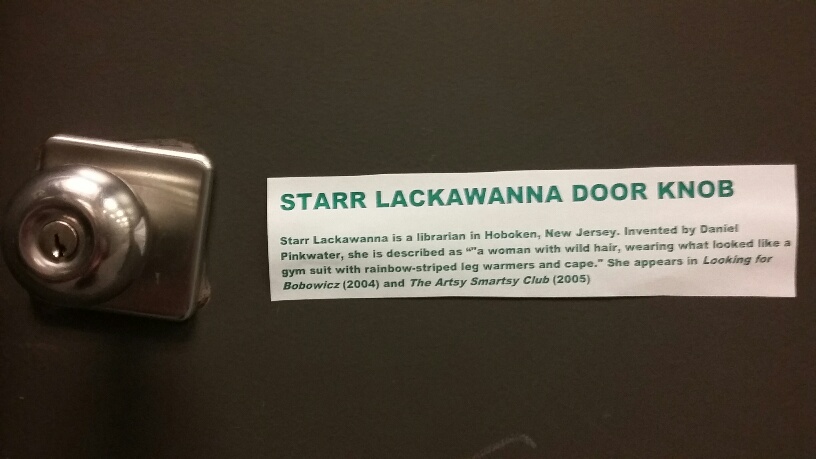 STARR LACKAWANNA DOOR KNOB
Starr Lackawanna is a librarian in Hoboken, New Jersey. Invented by Daniel
Pinkwater, she is described as “"a woman with wild hair, wearing what looked like a
gym suit with rainbow-striped leg warmers and cape." She appears in Looking for
Bobowicz (2004) and The Artsy Smartsy Club (2005)